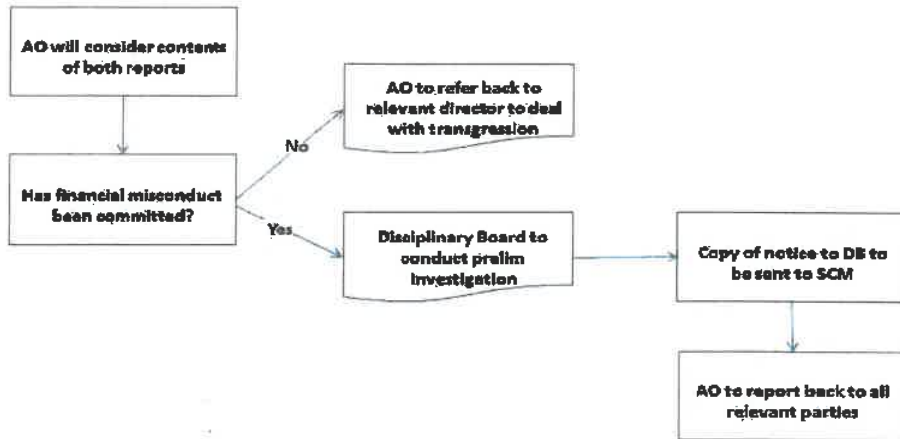 AO will consider contents
of both reports
AO to refer back to
relevant director to deal
with transgression
No
Has financial misconduct
been committed?
Yes
Disciplinary Board to
conduct prelim
investigation
Copy of notice to DB to
be sent to SCM
AO to report back to all
relevant parties